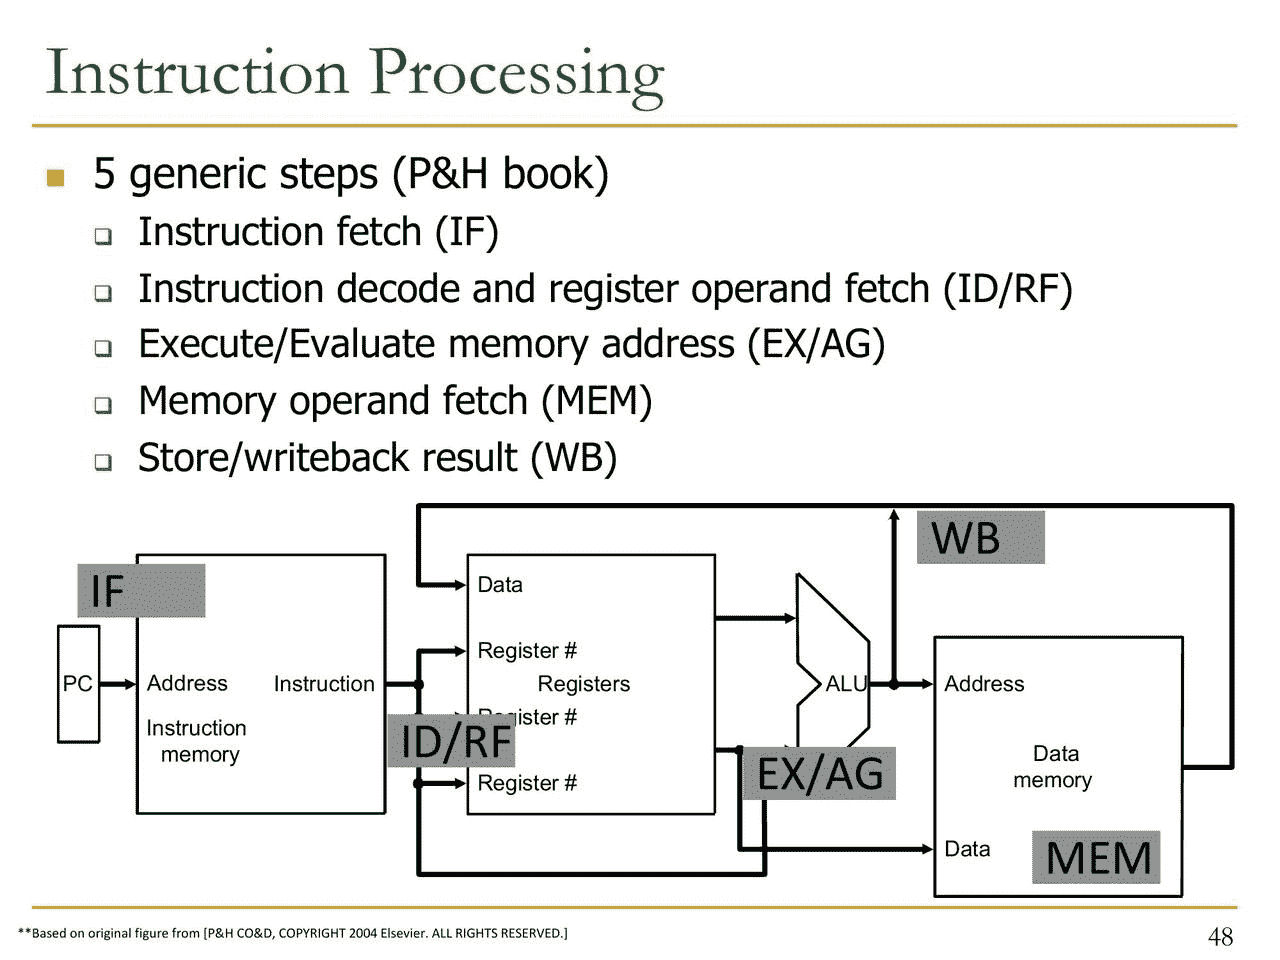 Instruction Processing
5 generic steps (P&H book)
Instruction fetch (IF)
Instruction decode and register operand fetch (ID/RF)
Execute/Evaluate memory address (EX/AG)
Memory operand fetch (MEM)
Store/writeback result (WB)
WB
IF
Data
Register #
PC
Address
Instruction
Registers
ALU
Address
Instruction
memory
Register #
ID/RF
Data
memory
EX/AG
Register #
Data
MEM
**Based on original figure from [P&H CO&D, COPYRIGHT 2004 Elsevier. ALL RIGHTS RESERVED.]
48